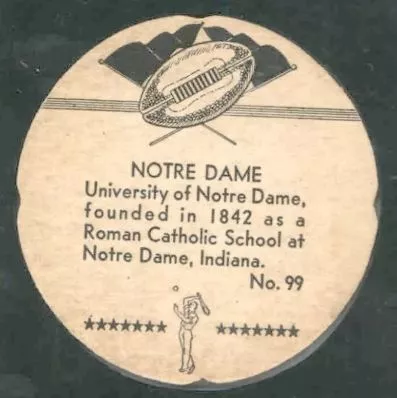 NOTRE DAME
University of Notre Dame,
founded in 1842 as a
Roman Catholic School at
Notre Dame, Indiana.
No. 99